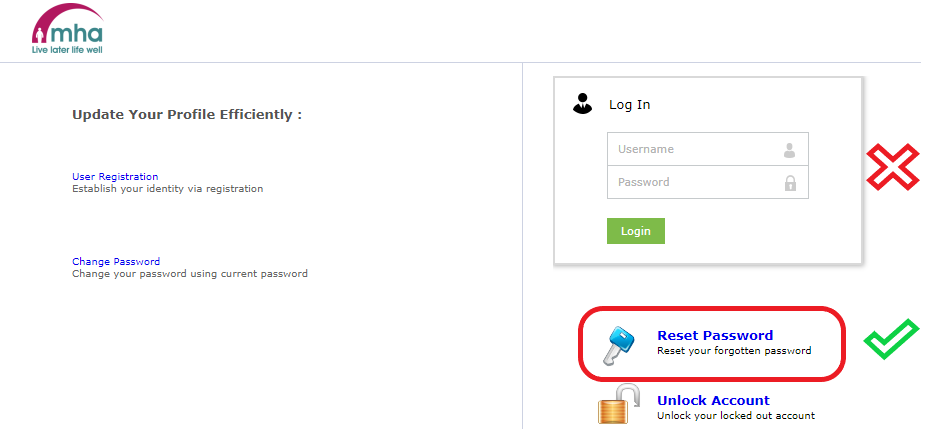 mha
Live later life well
Update Your Profile Efficiently :
User Registration
Establish your identity via registration
Change Password
Change your password using current password
Log In
Username
Password
Login
Reset Password
Reset your forgotten password
Unlock Account
Unlock your locked out account